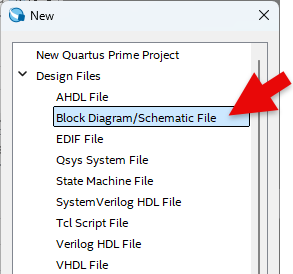 New
New Quartus Prime Project
Design Files
AHDL File
Block Diagram/Schematic File
EDIF File
Qsys System File
State Machine File
SystemVerilog HDL File
Tcl Script File
Verilog HDL File
VHDL File